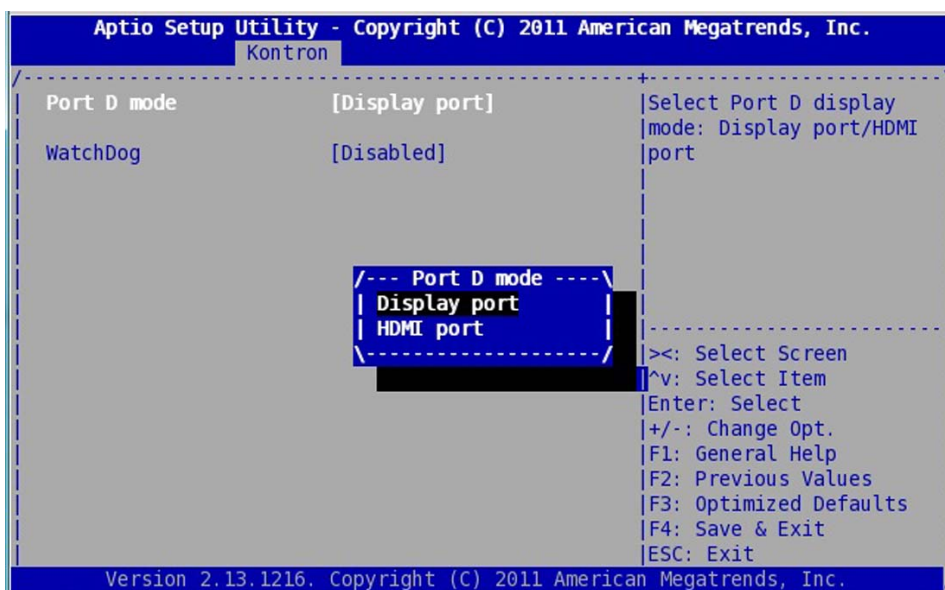 Aptio Setup Utility - Copyright (C) 2011 American Megatrends, Inc.
Kontron
Port D mode [Display port]
WatchDog [Disabled]
Select Port D display
mode: Display port/HDMI
port
/--- Port D mode ----\
Display port
HDMI port
><: Select Screen
^v: Select Item
Enter: Select
+/-: Change Opt.
F1: General Help
F2: Previous Values
F3: Optimized Defaults
F4: Save & Exit
ESC: Exit
Version 2.13.1216. Copyright (C) 2011 American Megatrends, Inc.